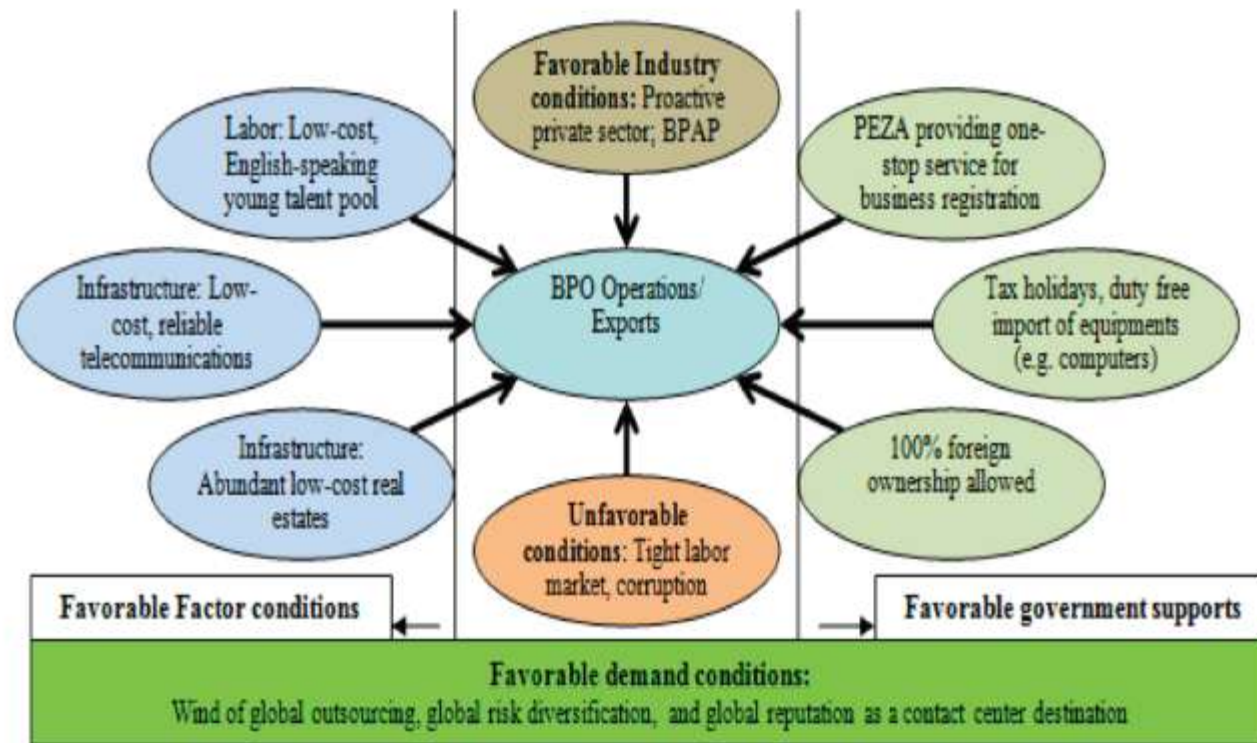 Favorable Industry
conditions: Proactive
private sector; BPAP
Labor: Low-cost,
English-speaking
young talent pool
PEZA providing one-
stop service for
business registration
Infrastructure: Low-
cost, reliable
telecommunications
BPO Operations/
Exports
Tax holidays, duty free
import of equipments
(e.g. computers)
Infrastructure:
Abundant low-cost real
estates
100% foreign
ownership allowed
Unfavorable
conditions: Tight labor
market, corruption
Favorable Factor conditions
Favorable government supports
Favorable demand conditions:
Wind of global outsourcing, global risk diversification, and global reputation as a contact center destination